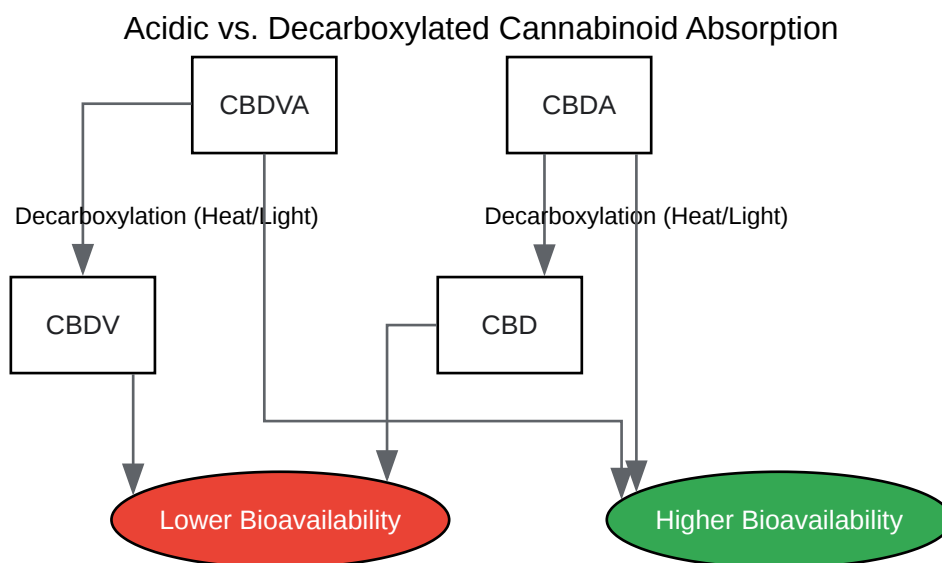 Acidic vs. Decarboxylated Cannabinoid Absorption
CBDVA
CBDA
Decarboxylation (Heat/Light)
Decarboxylation (Heat/Light)
CBDV
CBD
Lower Bioavailability
Higher Bioavailability